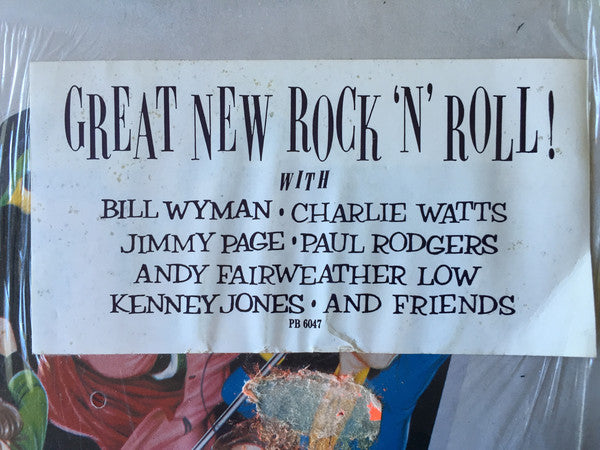 GREAT NEW ROCK 'N' ROLL!
WITH
BILL WYMAN • CHARLIE WATTS
JIMMY PAGE • PAUL RODGERS
ANDY FAIRWEATHER LOW
KENNEY JONES • AND FRIENDS
PB 6047